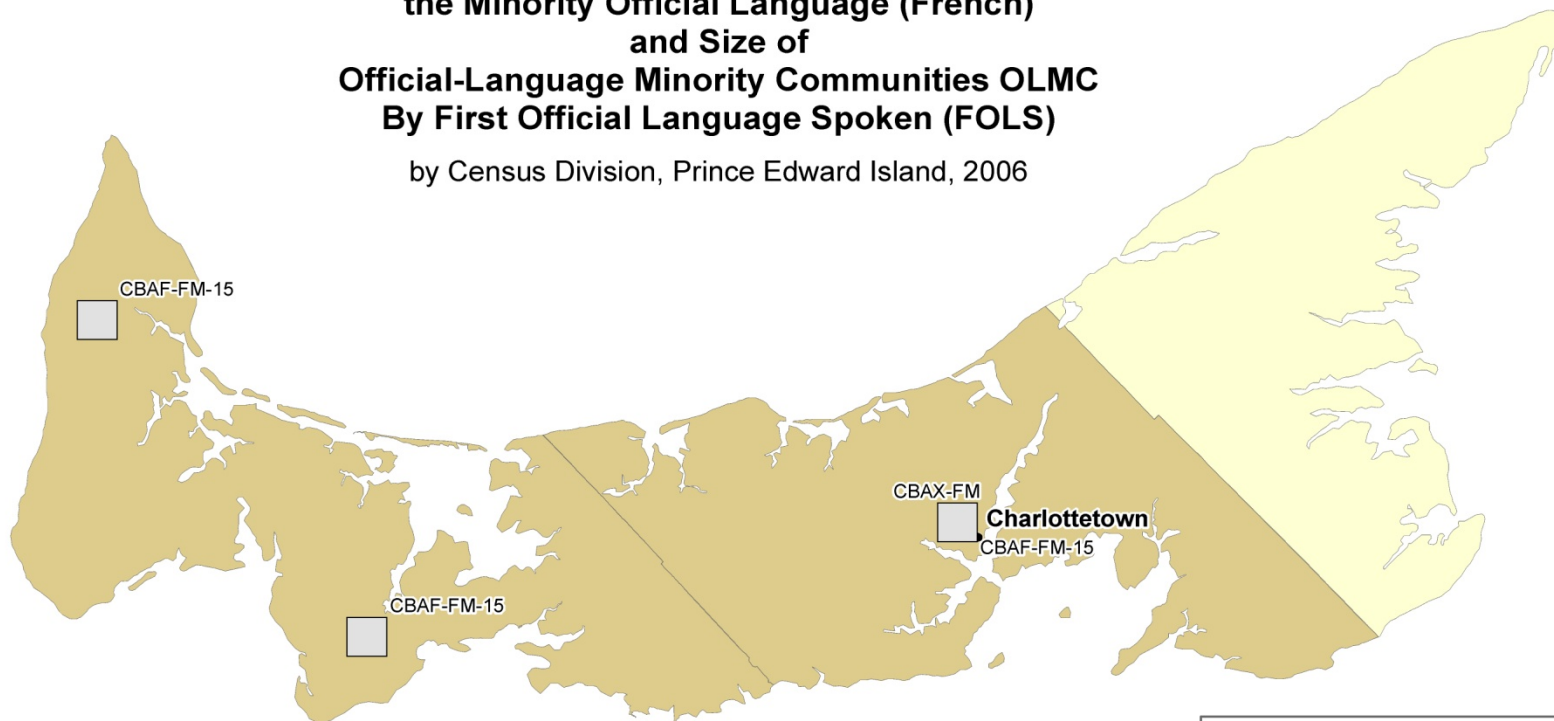 the Minority Official Language (French)
and Size of
Official-Language Minority Communities OLMC
By First Official Language Spoken (FOLS)
by Census Division, Prince Edward Island, 2006
CBAF-FM-15
CBAX-FM
Charlottetown
CBAF-FM-15
CBAF-FM-15